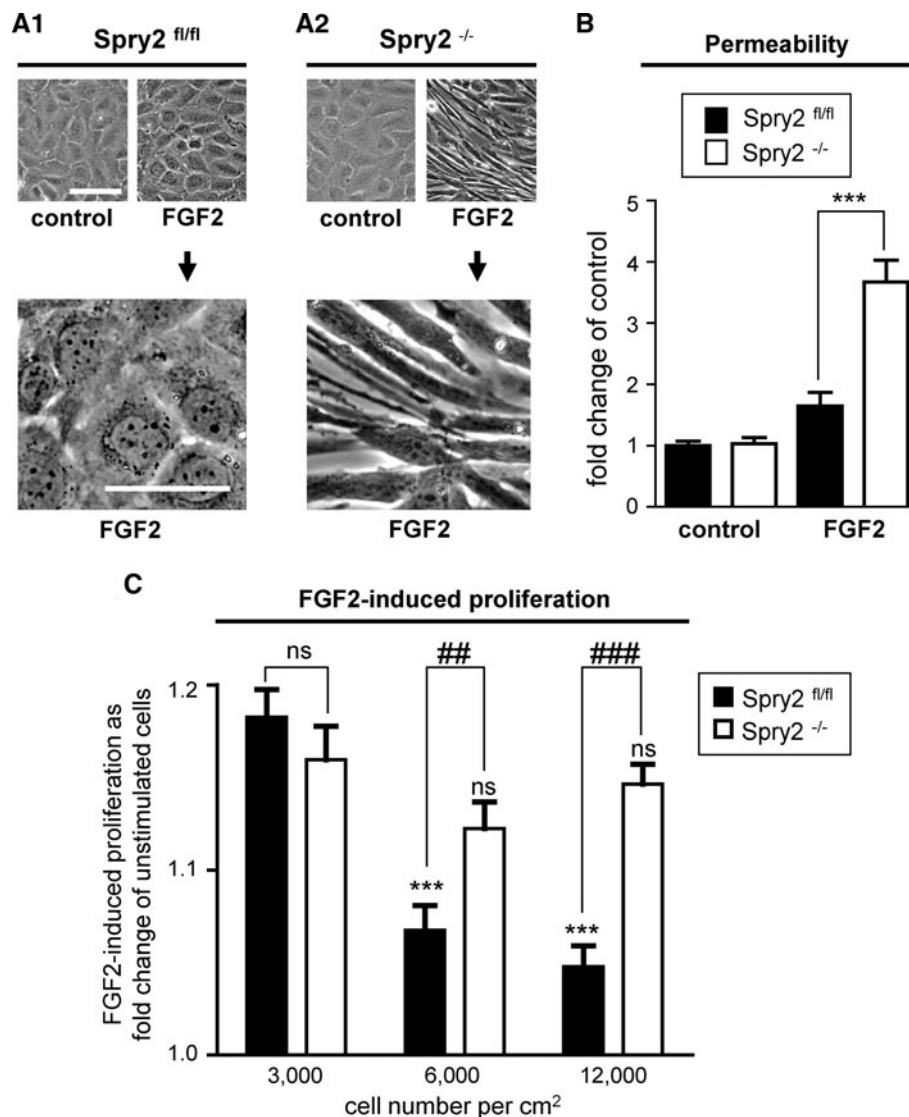 A1
Spry2 fl/fl
control
FGF2
FGF2
A2
Spry2 -/-
control
FGF2
FGF2
B
Permeability
Spry2 fl/fl
Spry2 -/-
fold change of control
5
4
3
2
1
0
***
control
FGF2
C
FGF2-induced proliferation
Spry2 fl/fl
Spry2 -/-
FGF2-induced proliferation as
fold change of unstimulated cells
1.2
1.1
1.0
ns
##
###
ns
ns
***
***
3,000
6,000
12,000
cell number per cm2